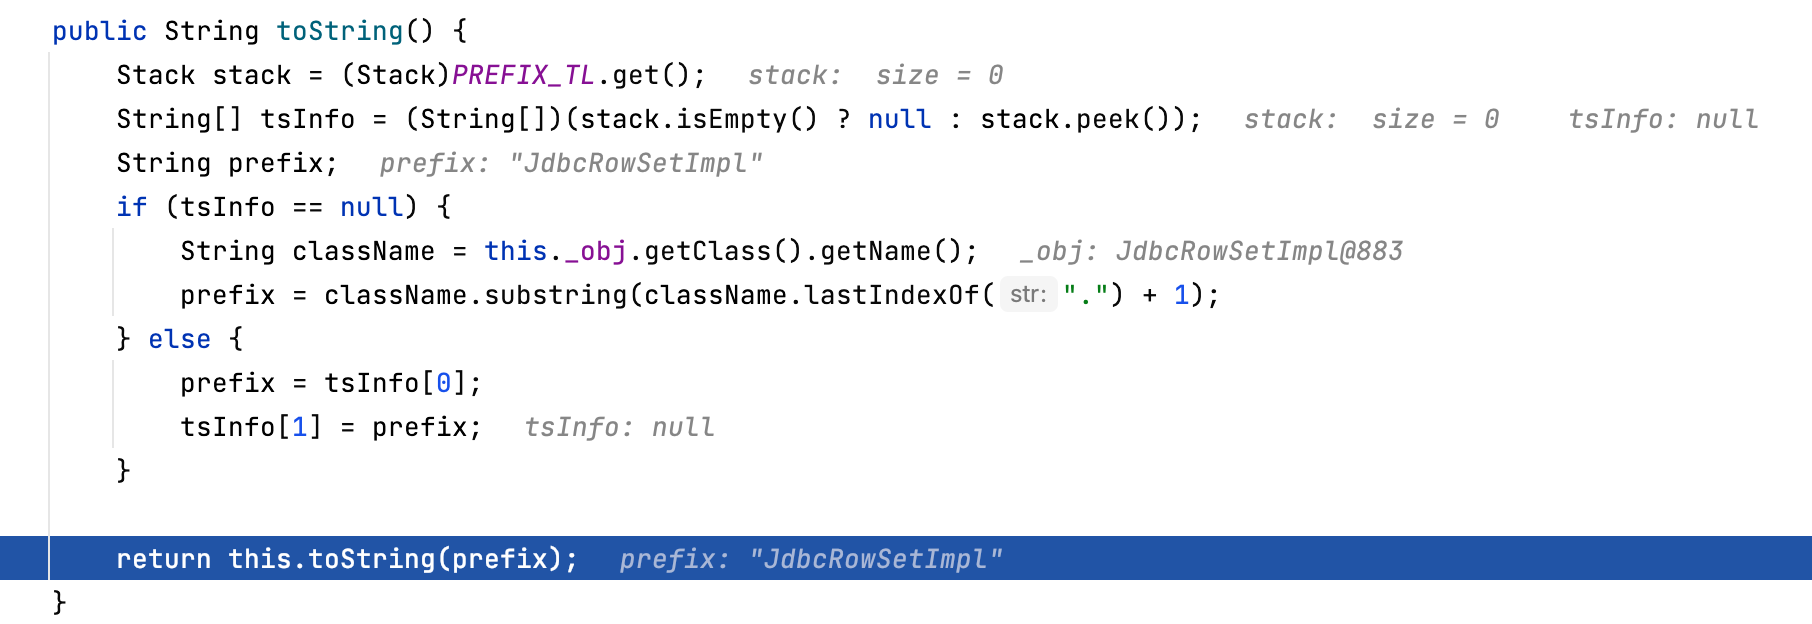 public String toString() {
Stack stack = (Stack)PREFIX_TL.get(); stack: size = 0
String[] tsInfo = (String[])(stack.isEmpty() ? null : stack.peek()); stack: size = 0 tsInfo: null
String prefix; prefix: "JdbcRowSetImpl"
if (tsInfo == null) {
String className = this._obj.getClass().getName(); _obj: JdbcRowSetImpl@883
prefix = className.substring(className.lastIndexOf( str: ".") + 1);
} else {
prefix = tsInfo[0];
tsInfo[1] = prefix; tsInfo: null
}
return this.toString(prefix); prefix: "JdbcRowSetImpl"
}